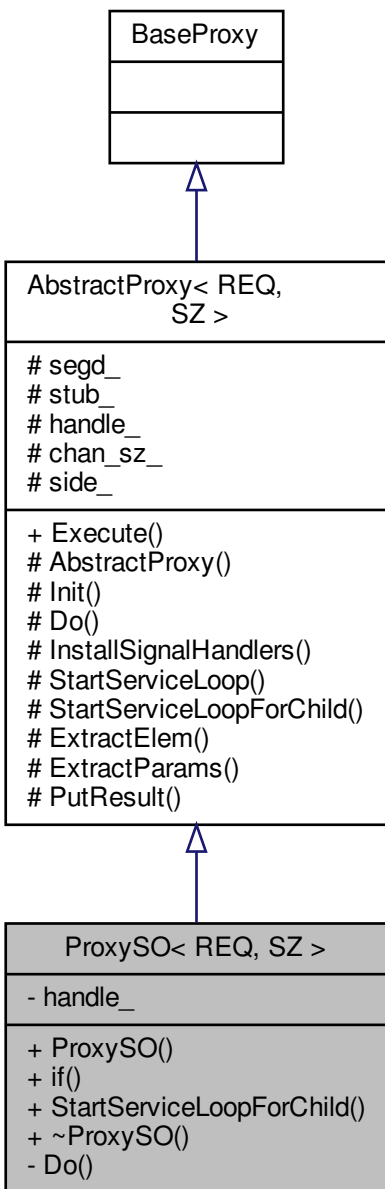 BaseProxy
AbstractProxy< REQ,
SZ >
# segd_
# stub_
# handle_
# chan_sz_
# side_
+ Execute()
# AbstractProxy()
# Init()
# Do()
# InstallSignalHandlers()
# StartServiceLoop()
# StartServiceLoopForChild()
# ExtractElem()
# ExtractParams()
# PutResult()
ProxySO< REQ, SZ >
- handle_
+ ProxySO()
+ if()
+ StartServiceLoopForChild()
+ ~ProxySO()
- Do()